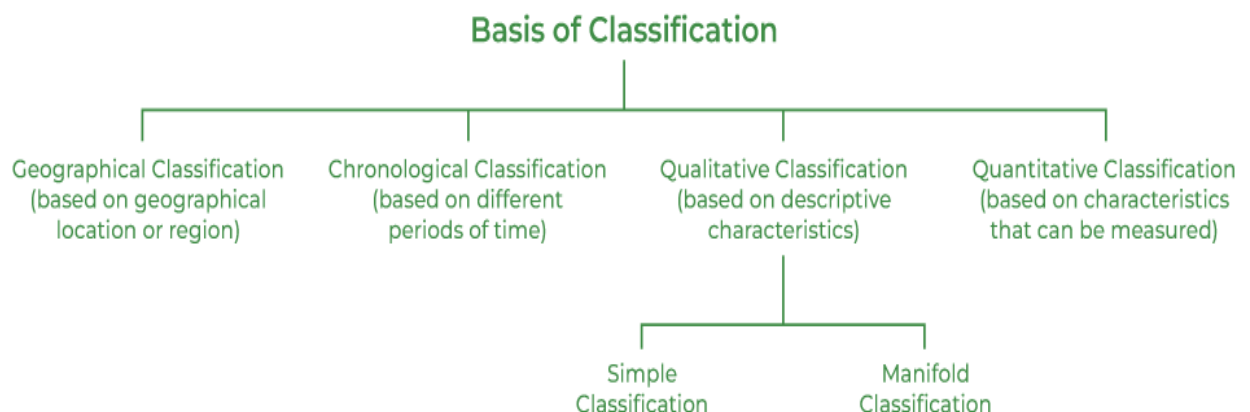 Basis of Classification
Geographical Classification
(based on geographical
location or region)
Chronological Classification
(based on different
periods of time)
Qualitative Classification
(based on descriptive
characteristics)
Quantitative Classification
(based on characteristics
that can be measured)
Simple
Classification
Manifold
Classification